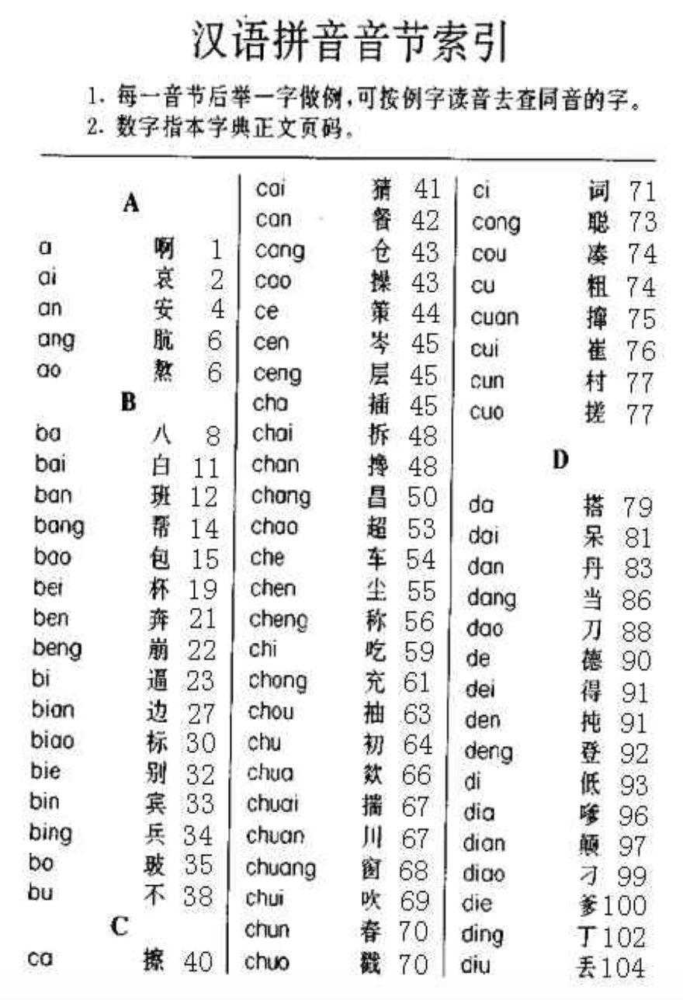 汉语拼音音节索引
1. 每一音节后举一字做例,可按例字读音去查同音的字。
2. 数字指本字典正文页码。
A
a 啊 1
ai 哀 2
an 安 4
ang 肮 6
ao 熬 6
B
ba 八 8
bai 白 11
ban 班 12
bang 帮 14
bao 包 15
bei 杯 19
ben 奔 21
beng 崩 22
bi 逼 23
bian 边 27
biao 标 30
bie 别 32
bin 宾 33
bing 兵 34
bo 玻 35
bu 不 38
C
ca 擦 40
cai 猜 41
can 餐 42
cang 仓 43
cao 操 43
ce 策 44
cen 岑 45
ceng 层 45
cha 插 45
chai 拆 48
chan 搀 48
chang 昌 50
chao 超 53
che 车 54
chen 尘 55
cheng 称 56
chi 吃 59
chong 充 61
chou 抽 63
chu 初 64
chua 欻 66
chuai 揣 67
chuan 川 67
chuang 窗 68
chui 吹 69
chun 春 70
chuo 戳 70
ci 词 71
cong 聪 73
cou 凑 74
cu 粗 74
cuan 撺 75
cui 崔 76
cun 村 77
cuo 搓 77
D
da 搭 79
dai 呆 81
dan 丹 83
dang 当 86
dao 刀 88
de 德 90
dei 得 91
den 扽 91
deng 登 92
di 低 93
dia 嗲 96
dian 颠 97
diao 刁 99
die 爹 100
ding 丁 102
diu 丢 104